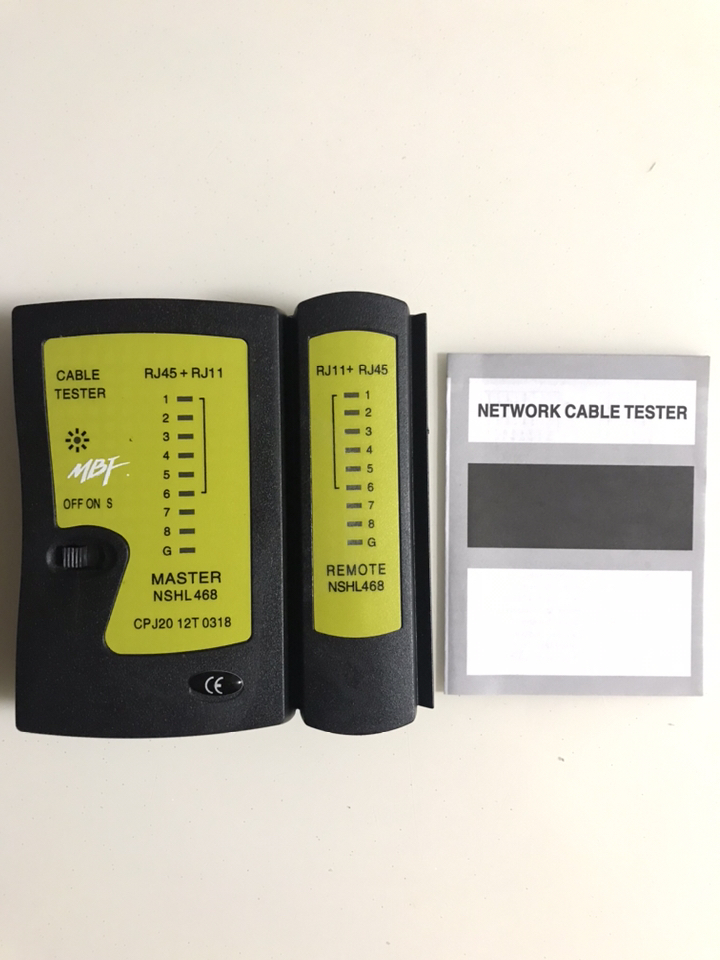 CABLE
TESTER
MBF.
OFF ON S
RJ45 + RJ11
1
2
3
4
5
6
7
8
G
MASTER
NSHL468
CPJ20 12T 0318
CE
RJ11+ RJ45
1
2
3
4
5
6
7
8
G
REMOTE
NSHL468
NETWORK CABLE TESTER